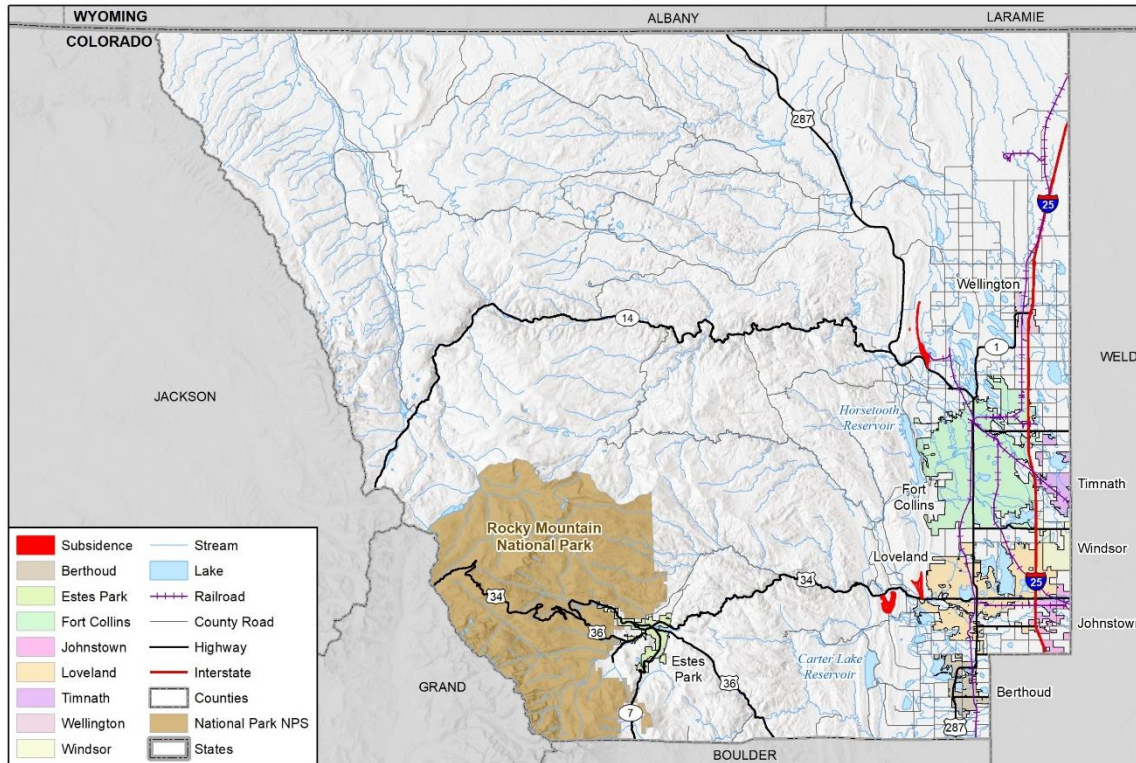 WYOMING
ALBANY
LARAMIE
COLORADO
287
25
Wellington
14
1
WELD
JACKSON
Horsetooth
Reservoir
Fort
Collins
Timnath
Rocky Mountain
National Park
Windsor
Loveland
34
25
34
36
Johnstown
Estes
Park
Carter Lake
Reservoir
36
GRAND
Berthoud
7
287
BOULDER
Subsidence
Stream
Berthoud
Lake
Estes Park
Railroad
Fort Collins
County Road
Johnstown
Highway
Loveland
Interstate
Timnath
Counties
Wellington
National Park NPS
Windsor
States